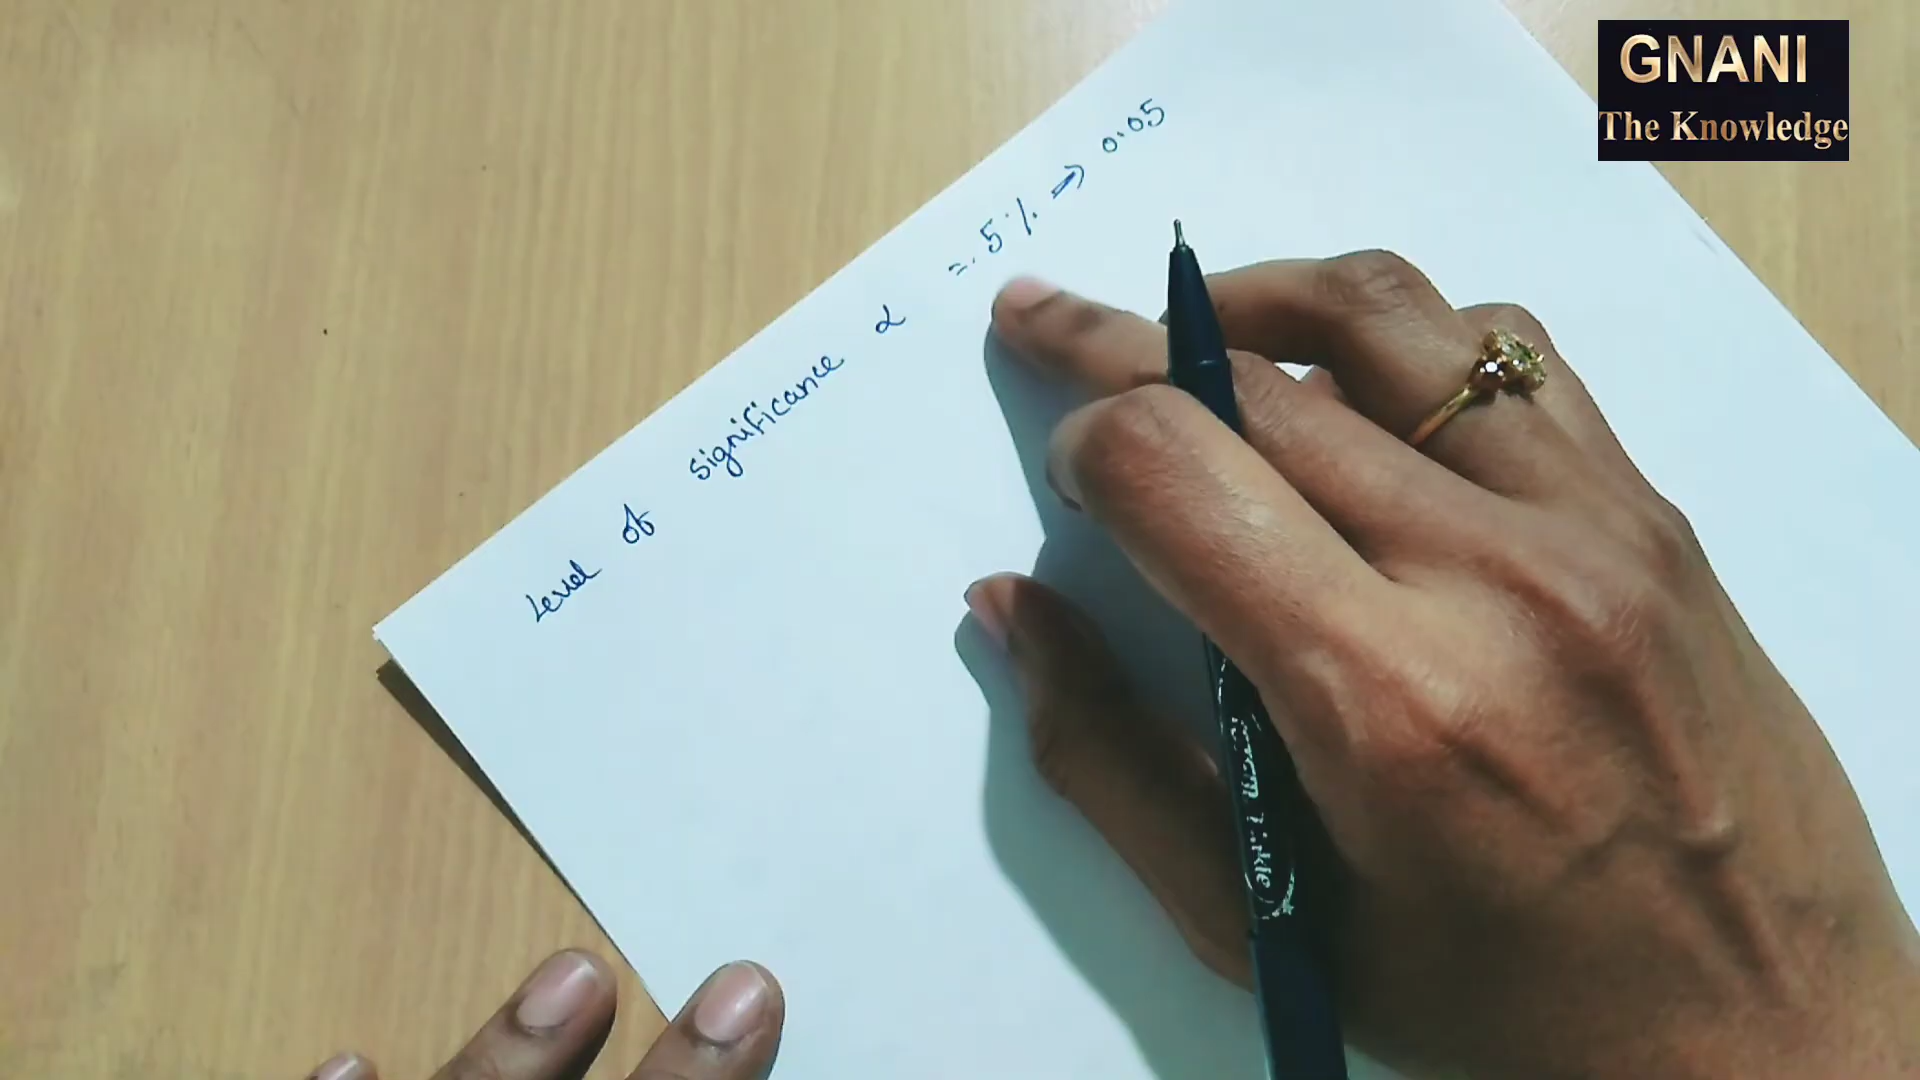 GNANI
The Knowledge
Level of significance α = 5% → 0.05